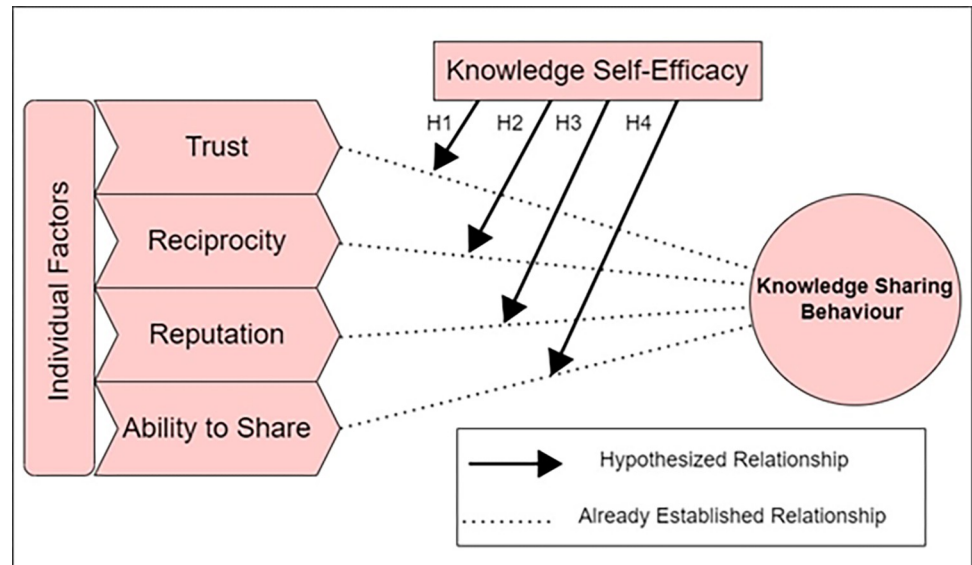 Knowledge Self-Efficacy
H1
H2
H3
H4
Individual Factors
Trust
Reciprocity
Reputation
Ability to Share
Knowledge Sharing
Behaviour
Hypothesized Relationship
Already Established Relationship